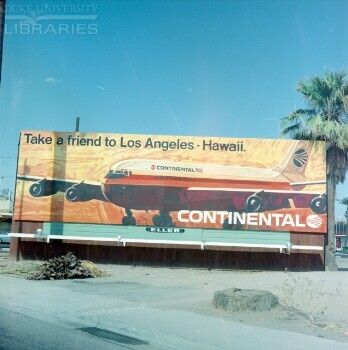 DUKE UNIVERSITY
LIBRARIES
Take a friend to Los Angeles - Hawaii.
CONTINENTAL
CONTINENTAL
ELLER